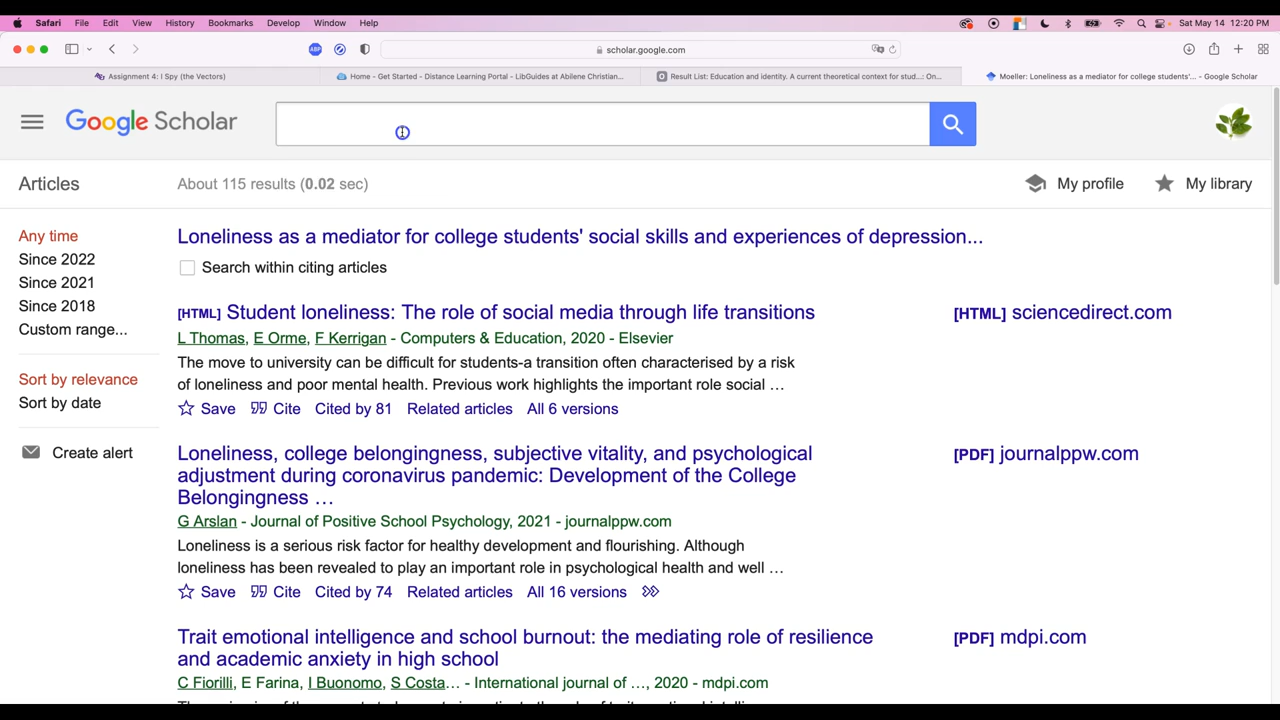 Safari File Edit View History Bookmarks Develop Window Help Sat May 14 12:20 PM
ABP scholar.google.com
Assignment 4: I Spy (the Vectors) Home - Get Started - Distance Learning Portal - LibGuides at Abilene Christian... Result List: Education and identity. A current theoretical context for stud...: On... Moeller: Loneliness as a mediator for college students'... - Google Scholar
Google Scholar
Articles About 115 results (0.02 sec) My profile My library
Any time
Since 2022
Since 2021
Since 2018
Custom range...
Sort by relevance
Sort by date
Create alert
Loneliness as a mediator for college students' social skills and experiences of depression...
Search within citing articles
[HTML] Student loneliness: The role of social media through life transitions
[HTML] sciencedirect.com
L Thomas, E Orme, F Kerrigan - Computers & Education, 2020 - Elsevier
The move to university can be difficult for students-a transition often characterised by a risk
of loneliness and poor mental health. Previous work highlights the important role social ...
Save Cite Cited by 81 Related articles All 6 versions
Loneliness, college belongingness, subjective vitality, and psychological
adjustment during coronavirus pandemic: Development of the College
Belongingness ...
[PDF] journalppw.com
G Arslan - Journal of Positive School Psychology, 2021 - journalppw.com
Loneliness is a serious risk factor for healthy development and flourishing. Although
loneliness has been revealed to play an important role in psychological health and well ...
Save Cite Cited by 74 Related articles All 16 versions
Trait emotional intelligence and school burnout: the mediating role of resilience
and academic anxiety in high school
[PDF] mdpi.com
C Fiorilli, E Farina, I Buonomo, S Costa... - International journal of ..., 2020 - mdpi.com